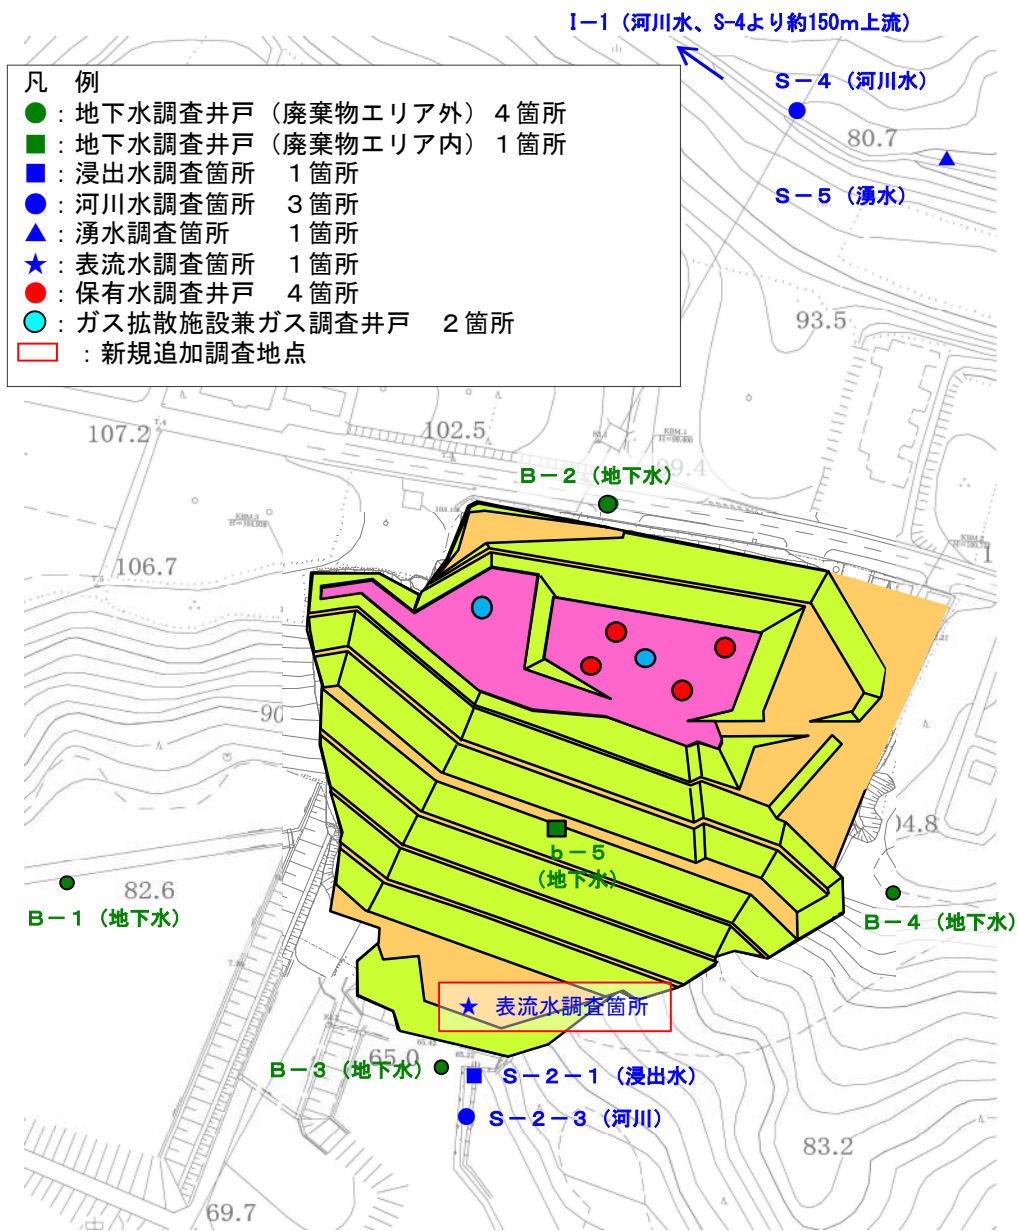 I－1（河川水、S-4より約150m上流）
S－4（河川水）
80.7
S－5（湧水）
凡　例
：地下水調査井戸（廃棄物エリア外）４箇所
：地下水調査井戸（廃棄物エリア内）１箇所
：浸出水調査箇所　１箇所
：河川水調査箇所　３箇所
：湧水調査箇所　　１箇所
：表流水調査箇所　１箇所
：保有水調査井戸　４箇所
：ガス拡散施設兼ガス調査井戸　２箇所
：新規追加調査地点
93.5
107.2
102.5
99.4
B－2（地下水）
106.7
90
b－5
（地下水）
04.8
82.6
B－1（地下水）
B－4（地下水）
★ 表流水調査箇所
65.0
B－3（地下水）
S－2－1（浸出水）
S－2－3（河川）
83.2
69.7